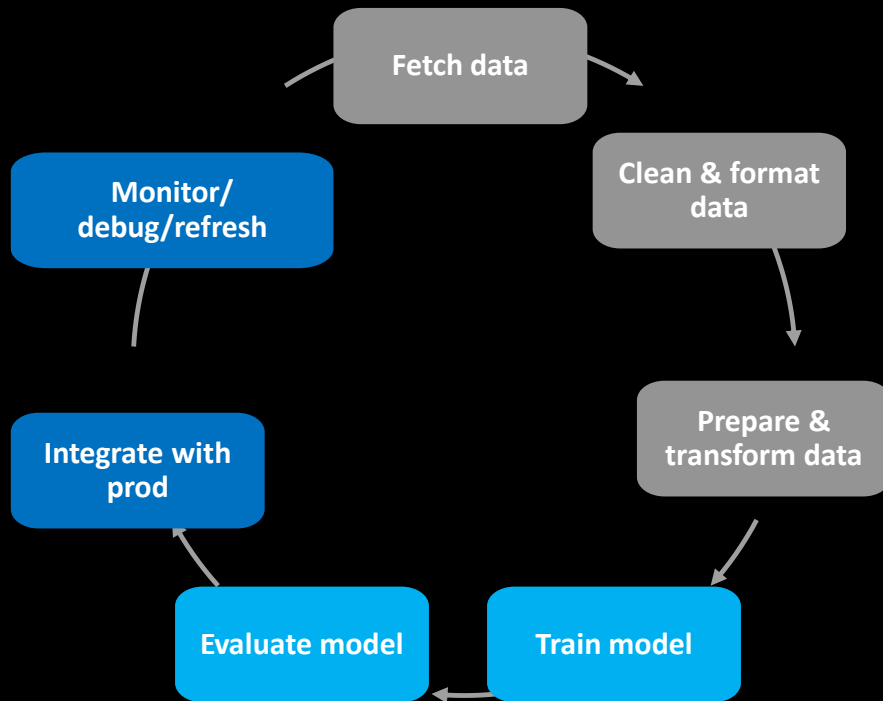 Fetch data
Clean & format
data
Prepare &
transform data
Train model
Evaluate model
Integrate with
prod
Monitor/
debug/refresh